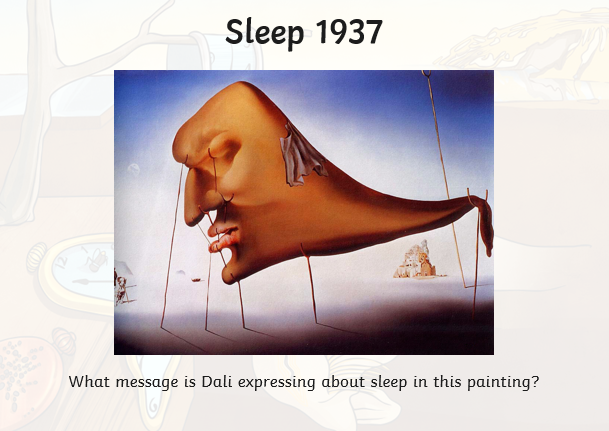 Sleep 1937
What message is Dali expressing about sleep in this painting?